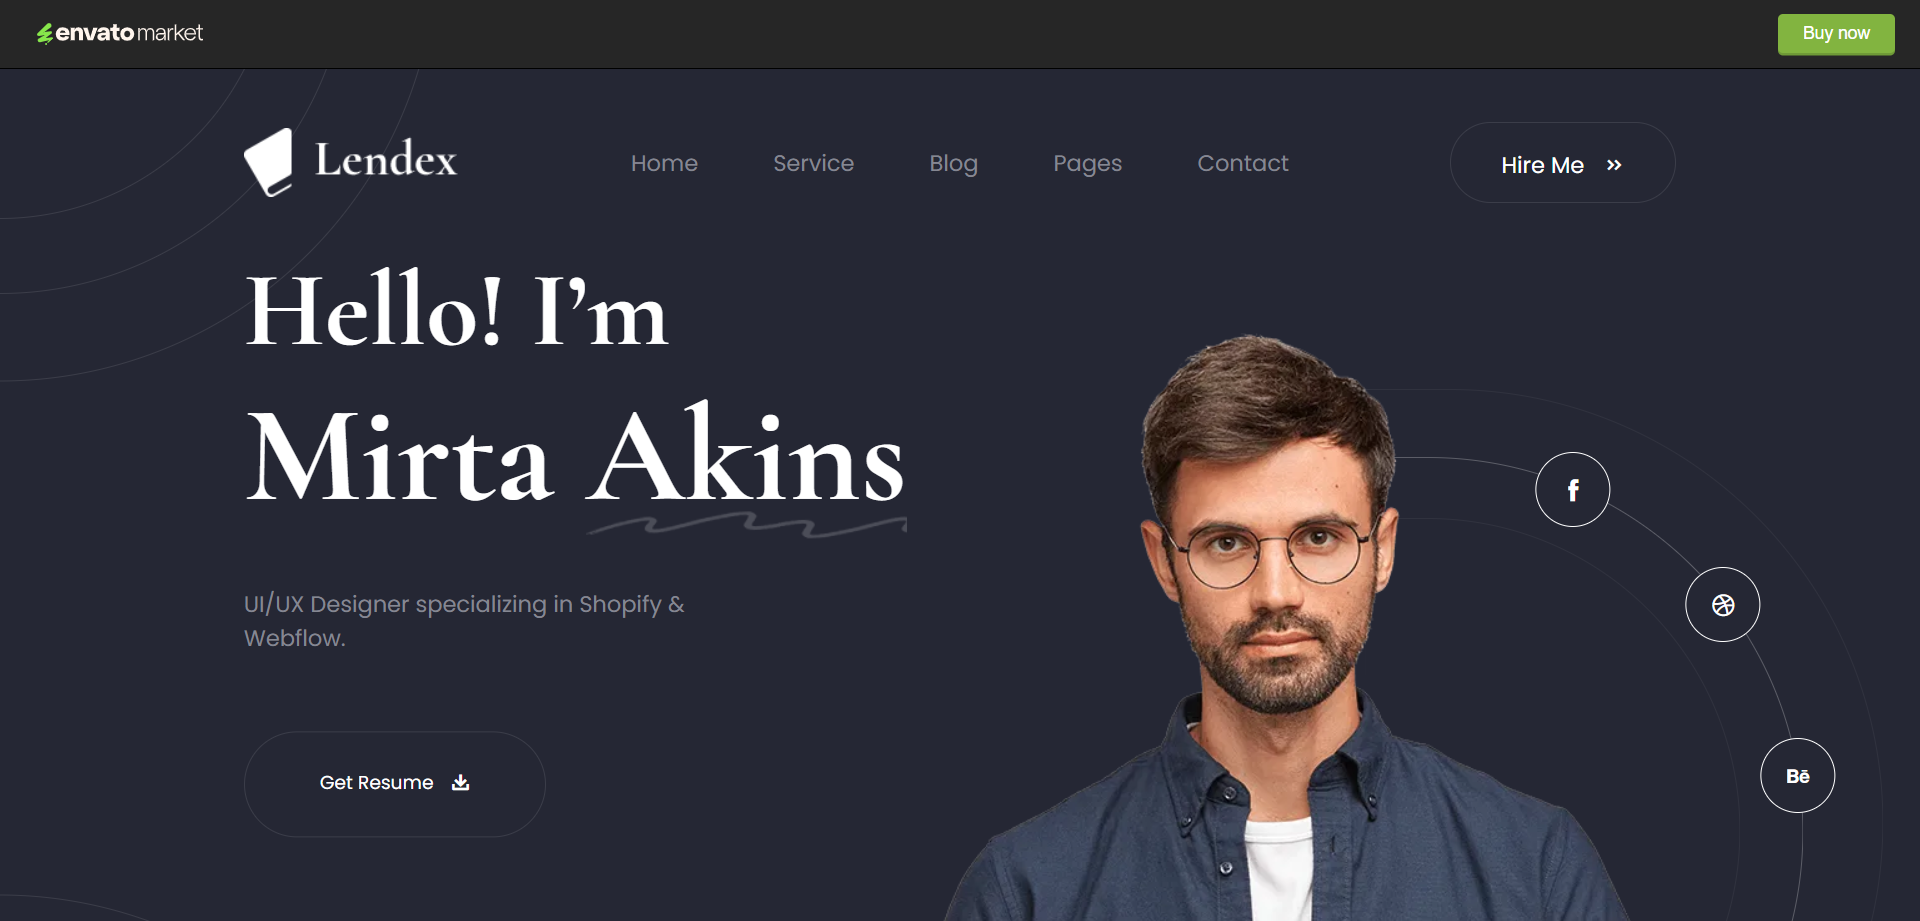 envato market
Buy now
Lendex
Home
Service
Blog
Pages
Contact
Hire Me
Hello! I’m
Mirta Akins
UI/UX Designer specializing in Shopify &
Webflow.
Get Resume
f
Bē